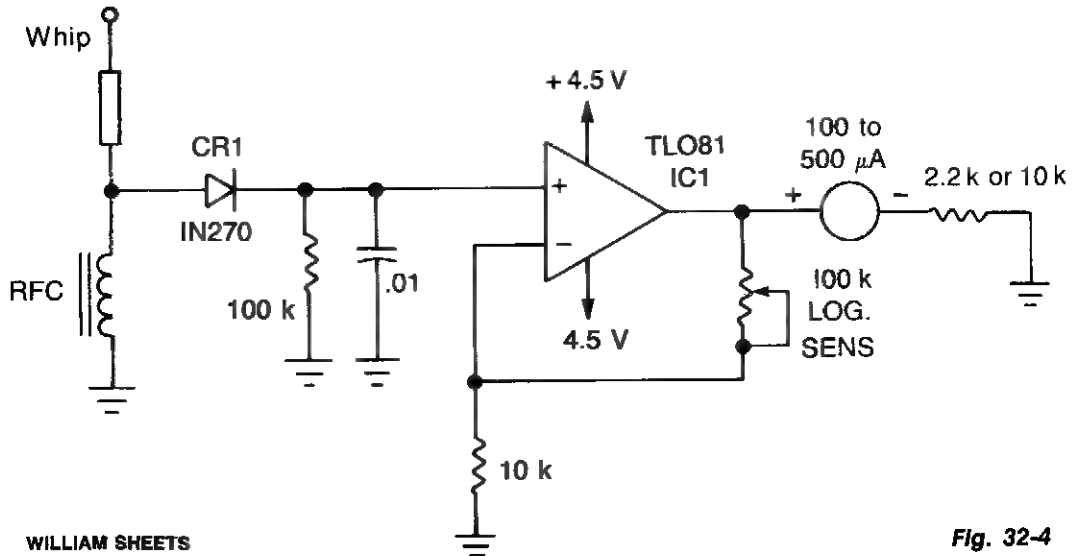 Whip
+ 4.5 V
TLO81
IC1
100 to
500 µA
CR1
2.2 k or 10 k
+
−
+
−
IN270
RFC
100 k
.01
4.5 V
100 k
LOG.
SENS
10 k
WILLIAM SHEETS
Fig. 32-4